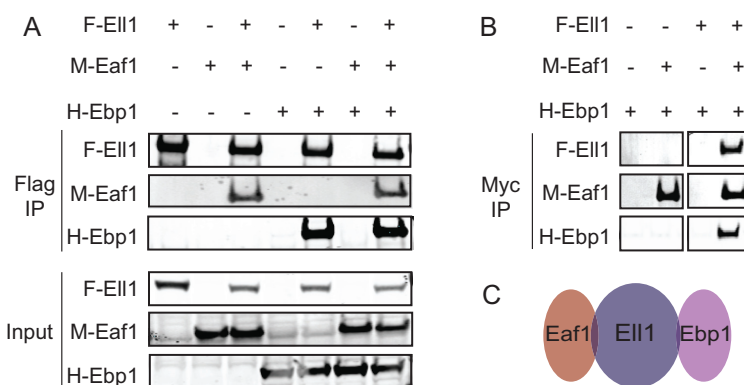 A
F-Ell1 + - + - + - +
M-Eaf1 - + + - - + +
H-Ebp1 - - - + + + +
Flag IP
F-Ell1
M-Eaf1
H-Ebp1
Input
F-Ell1
M-Eaf1
H-Ebp1
B
F-Ell1 - - + +
M-Eaf1 - + - +
H-Ebp1 + + + +
Myc IP
F-Ell1
M-Eaf1
H-Ebp1
C
Eaf1 Ell1 Ebp1